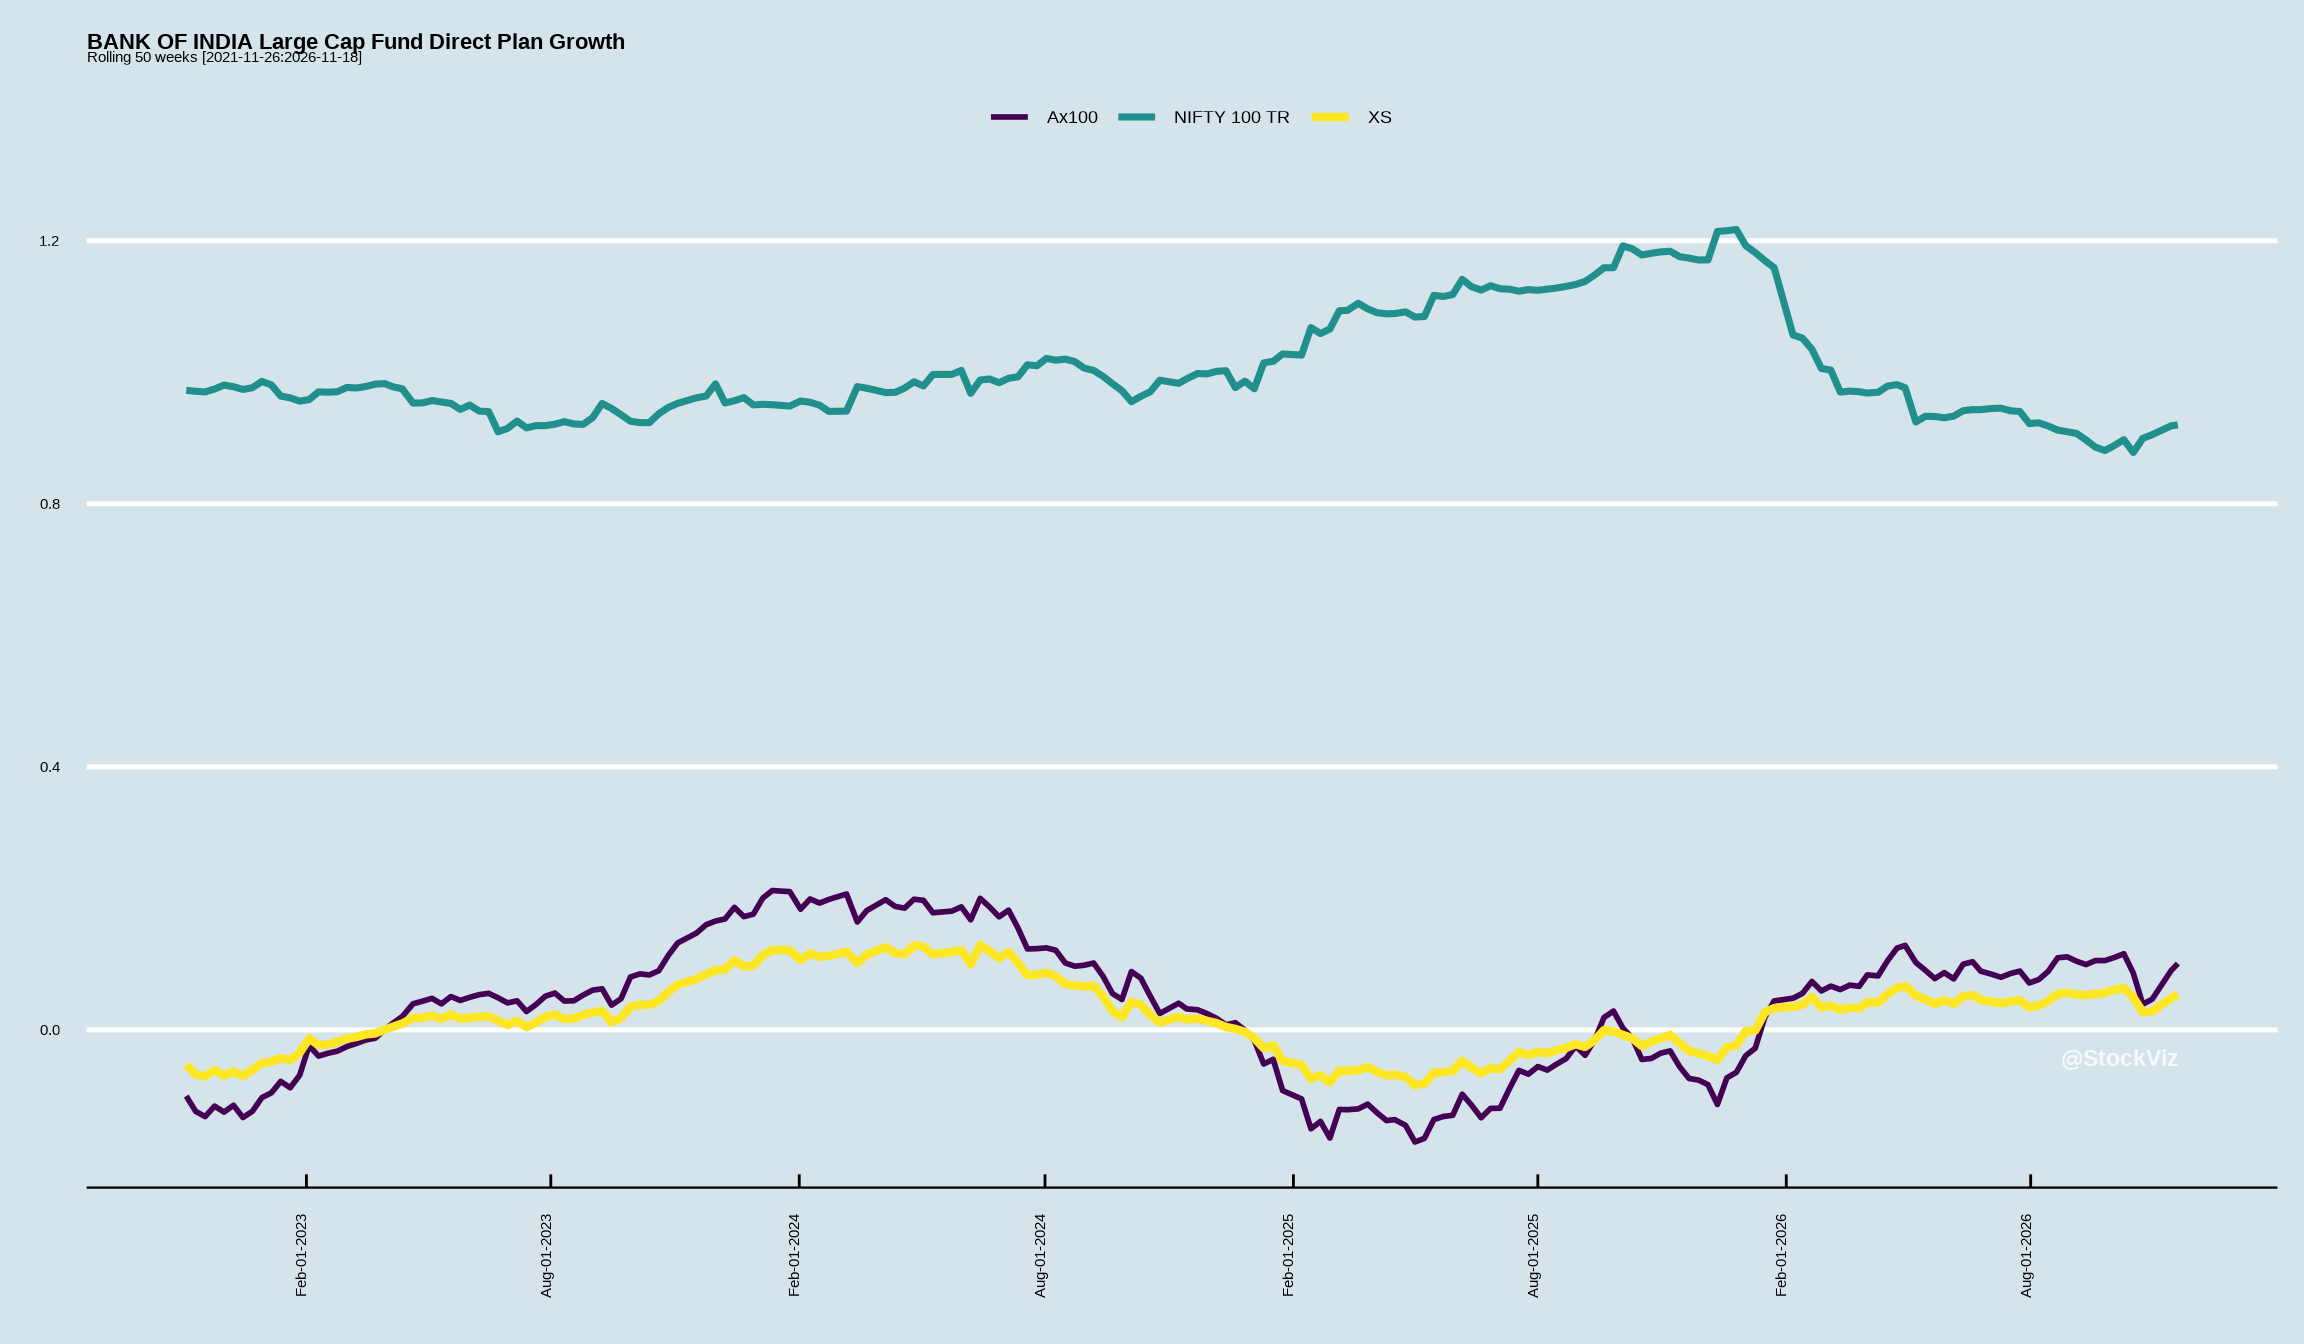 BANK OF INDIA Large Cap Fund Direct Plan Growth
Rolling 50 weeks [2021-11-26:2026-11-18]
Ax100 NIFTY 100 TR XS
1.2
0.8
0.4
0.0
@StockViz
Feb-01-2023 Aug-01-2023 Feb-01-2024 Aug-01-2024 Feb-01-2025 Aug-01-2025 Feb-01-2026 Aug-01-2026